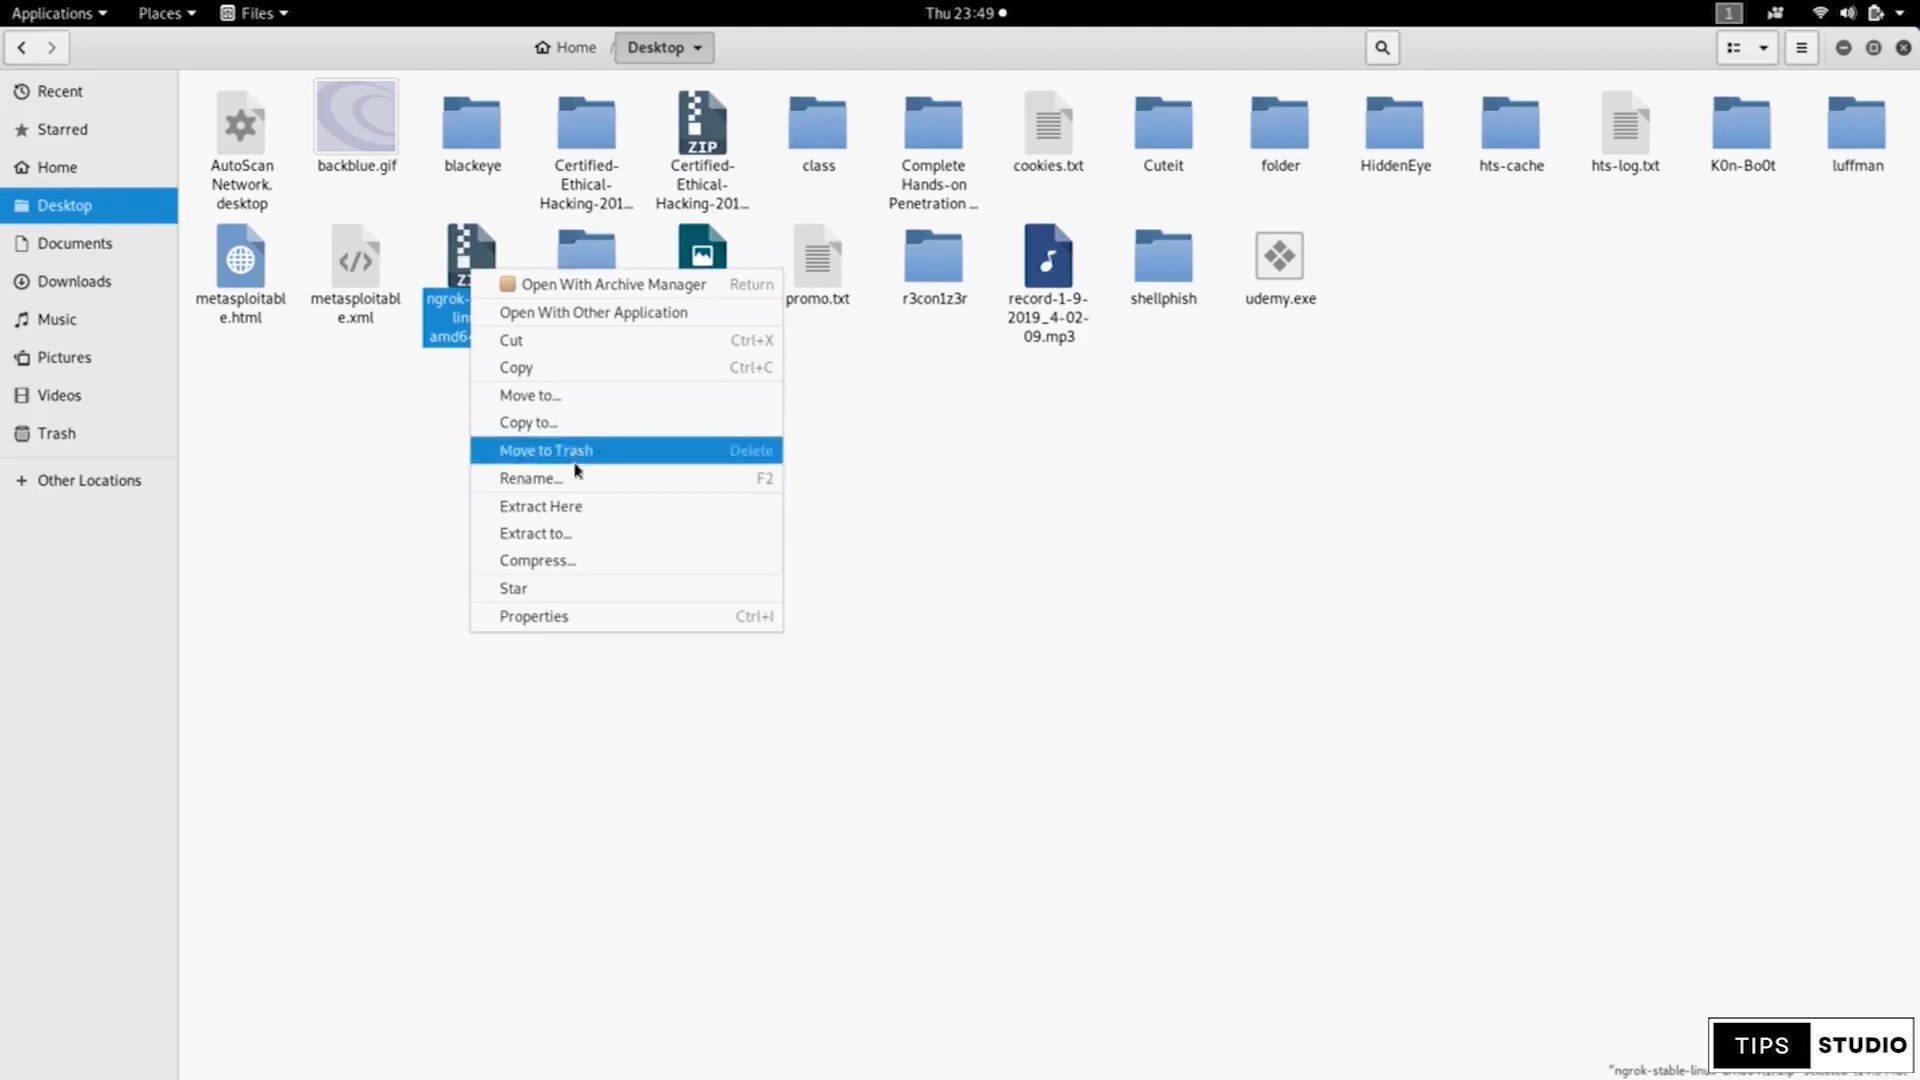 Applications
Places
Files
Thu 23:49
1
Home
/
Desktop
Recent
Starred
Home
Desktop
Documents
Downloads
Music
Pictures
Videos
Trash
+ Other Locations
AutoScan
Network.
desktop
backblue.gif
blackeye
Certified-
Ethical-
Hacking-201...
ZIP
Certified-
Ethical-
Hacking-201...
class
Complete
Hands-on
Penetration ...
cookies.txt
Cuteit
folder
HiddenEye
hts-cache
hts-log.txt
K0n-Bo0t
luffman
metasploitabl
e.html
metasploitabl
e.xml
ngrok-
lin
amd6
promo.txt
r3con1z3r
record-1-9-
2019_4-02-
09.mp3
shellphish
udemy.exe
Open With Archive Manager Return
Open With Other Application
Cut Ctrl+X
Copy Ctrl+C
Move to...
Copy to...
Move to Trash Delete
Rename... F2
Extract Here
Extract to...
Compress...
Star
Properties Ctrl+I
TIPS STUDIO
"ngrok-stable-linux